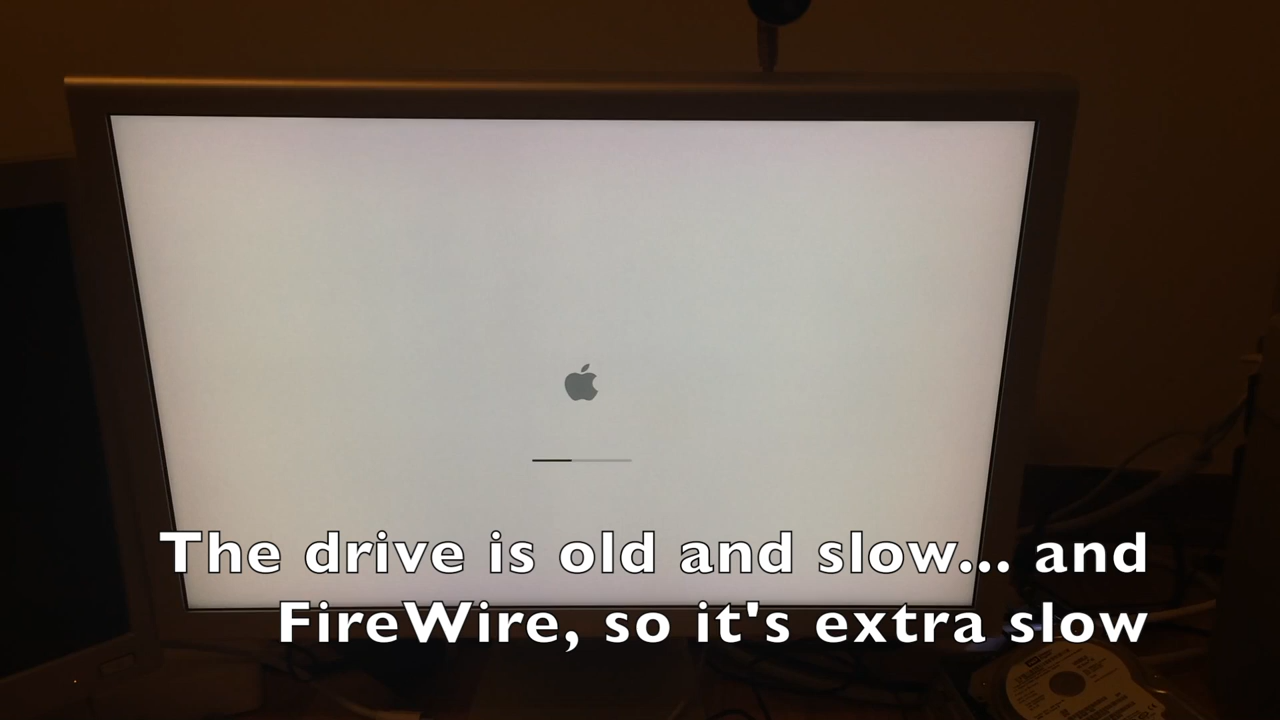 The drive is old and slow... and
FireWire, so it's extra slow